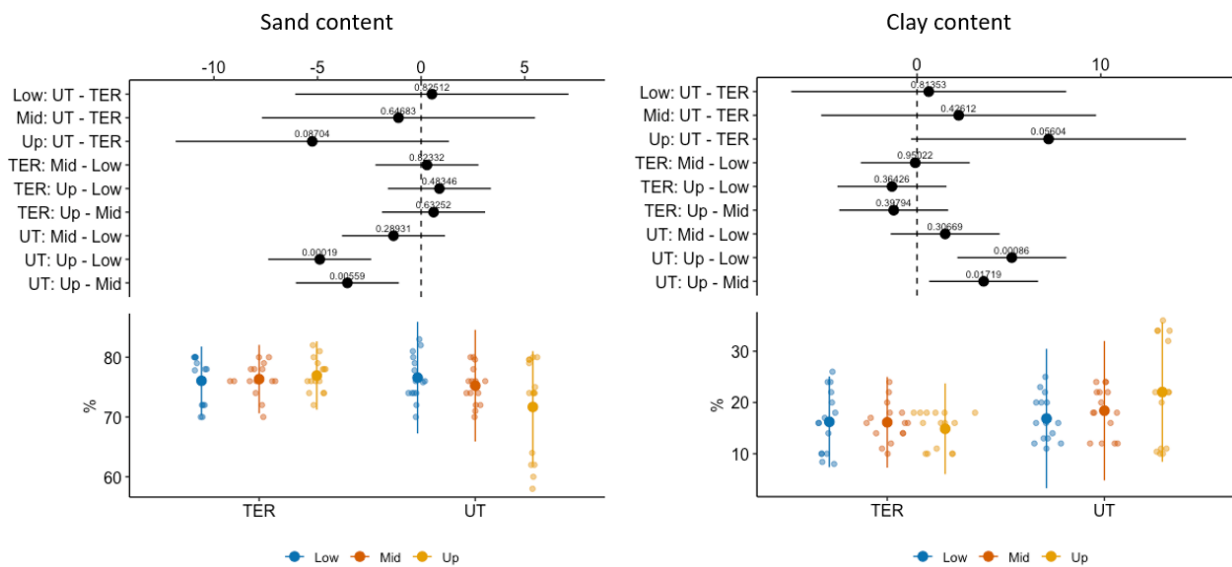 Sand content
-10 -5 0 5
Low: UT - TER 0.82512
Mid: UT - TER 0.64683
Up: UT - TER 0.08704
TER: Mid - Low 0.82332
TER: Up - Low 0.48346
TER: Up - Mid 0.63252
UT: Mid - Low 0.28931
UT: Up - Low 0.00019
UT: Up - Mid 0.00559
80
70
60
%
TER UT
Low Mid Up
Clay content
0 10
Low: UT - TER 0.81353
Mid: UT - TER 0.42612
Up: UT - TER 0.05604
TER: Mid - Low 0.95022
TER: Up - Low 0.36426
TER: Up - Mid 0.39794
UT: Mid - Low 0.30669
UT: Up - Low 0.00086
UT: Up - Mid 0.01719
30
20
10
%
TER UT
Low Mid Up